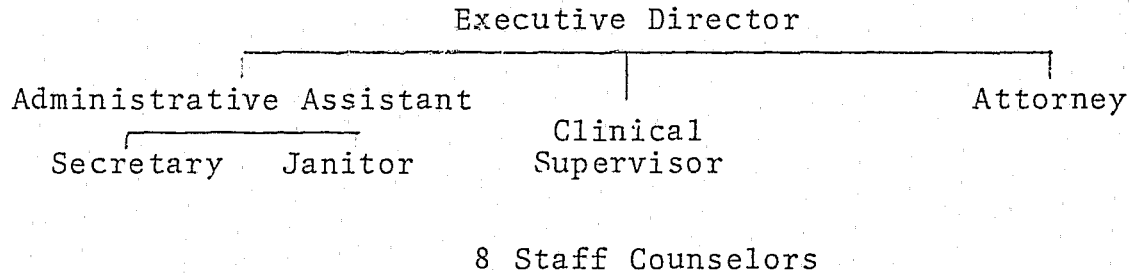 Executive Director
Administrative Assistant
Attorney
Clinical
Supervisor
Secretary Janitor
8 Staff Counselors